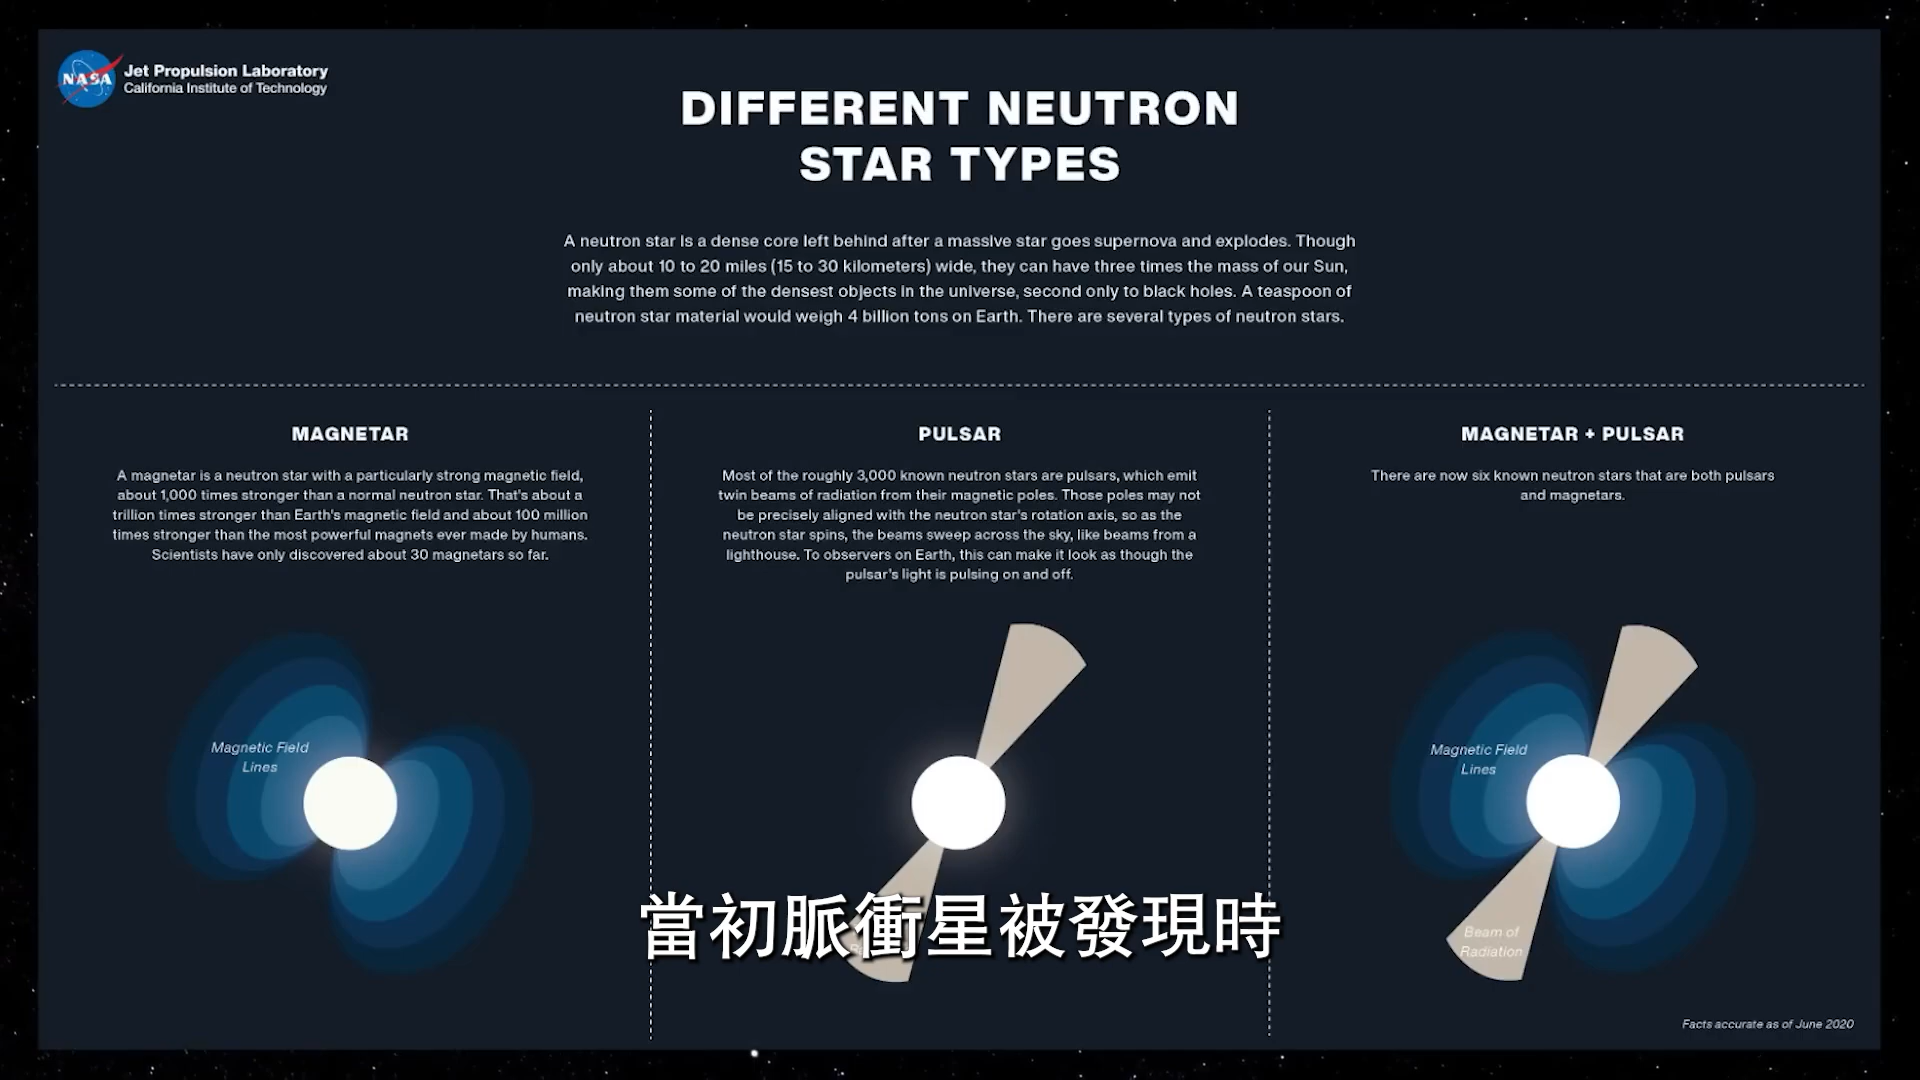 NASA
Jet Propulsion Laboratory
California Institute of Technology
DIFFERENT NEUTRON
STAR TYPES
A neutron star is a dense core left behind after a massive star goes supernova and explodes. Though
only about 10 to 20 miles (15 to 30 kilometers) wide, they can have three times the mass of our Sun,
making them some of the densest objects in the universe, second only to black holes. A teaspoon of
neutron star material would weigh 4 billion tons on Earth. There are several types of neutron stars.
MAGNETAR
A magnetar is a neutron star with a particularly strong magnetic field,
about 1,000 times stronger than a normal neutron star. That's about a
trillion times stronger than Earth's magnetic field and about 100 million
times stronger than the most powerful magnets ever made by humans.
Scientists have only discovered about 30 magnetars so far.
Magnetic Field
Lines
PULSAR
Most of the roughly 3,000 known neutron stars are pulsars, which emit
twin beams of radiation from their magnetic poles. Those poles may not
be precisely aligned with the neutron star's rotation axis, so as the
neutron star spins, the beams sweep across the sky, like beams from a
lighthouse. To observers on Earth, this can make it look as though the
pulsar's light is pulsing on and off.
MAGNETAR + PULSAR
There are now six known neutron stars that are both pulsars
and magnetars.
Magnetic Field
Lines
Beam of
Radiation
當初脈衝星被發現時
Facts accurate as of June 2020